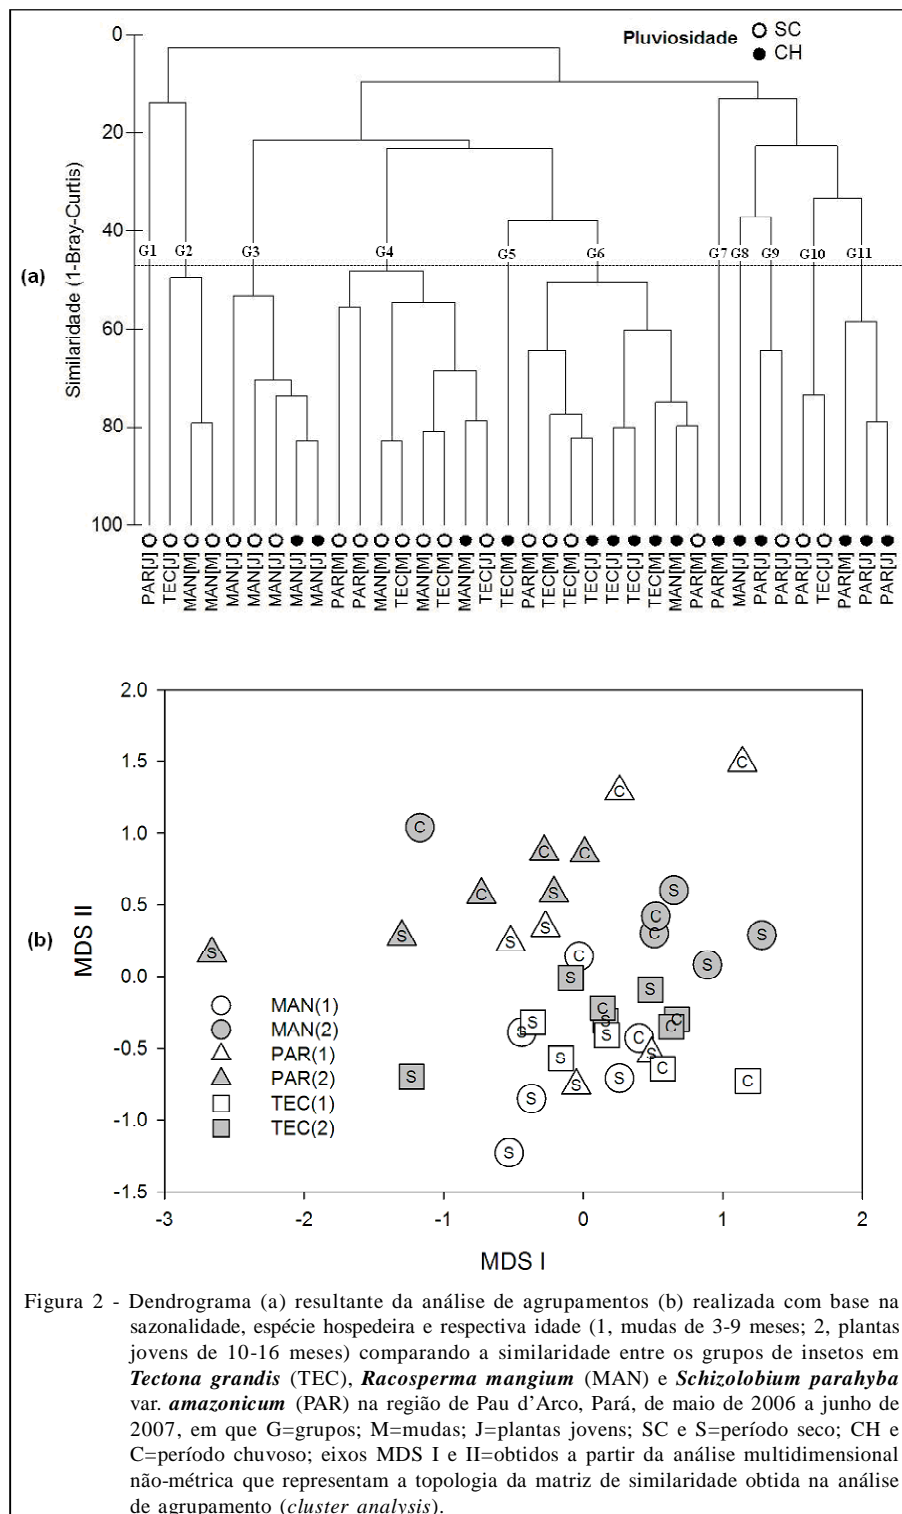 Pluviosidade
SC
CH
0
20
40
60
80
100
Similaridade (1-Bray-Curtis)
(a)
G1
G2
G3
G4
G5
G6
G7
G8
G9
G10
G11
PAR[J]
TEC[J]
MAN[M]
MAN[M]
MAN[J]
MAN[J]
MAN[J]
MAN[J]
MAN[J]
PAR[M]
PAR[M]
MAN[M]
TEC[M]
MAN[M]
TEC[M]
MAN[M]
TEC[J]
TEC[M]
PAR[M]
TEC[M]
TEC[M]
TEC[J]
TEC[J]
TEC[J]
TEC[M]
MAN[M]
PAR[M]
PAR[M]
MAN[J]
PAR[J]
PAR[J]
PAR[J]
TEC[J]
PAR[M]
PAR[J]
PAR[J]
2.0
1.5
1.0
0.5
0.0
-0.5
-1.0
-1.5
MDS II
(b)
C
C
C
C
C
C
S
S
C
S
S
S
S
C
C
S
S
S
S
S
C
S
C
C
S
S
S
C
S
S
C
S
S
C
S
S
MAN(1)
MAN(2)
PAR(1)
PAR(2)
TEC(1)
TEC(2)
-3
-2
-1
0
1
2
MDS I
Figura 2 - Dendrograma (a) resultante da análise de agrupamentos (b) realizada com base na
sazonalidade, espécie hospedeira e respectiva idade (1, mudas de 3-9 meses; 2, plantas
jovens de 10-16 meses) comparando a similaridade entre os grupos de insetos em
Tectona grandis (TEC), Racosperma mangium (MAN) e Schizolobium parahyba
var. amazonicum (PAR) na região de Pau d'Arco, Pará, de maio de 2006 a junho de
2007, em que G=grupos; M=mudas; J=plantas jovens; SC e S=período seco; CH e
C=período chuvoso; eixos MDS I e II=obtidos a partir da análise multidimensional
não-métrica que representam a topologia da matriz de similaridade obtida na análise
de agrupamento (cluster analysis).